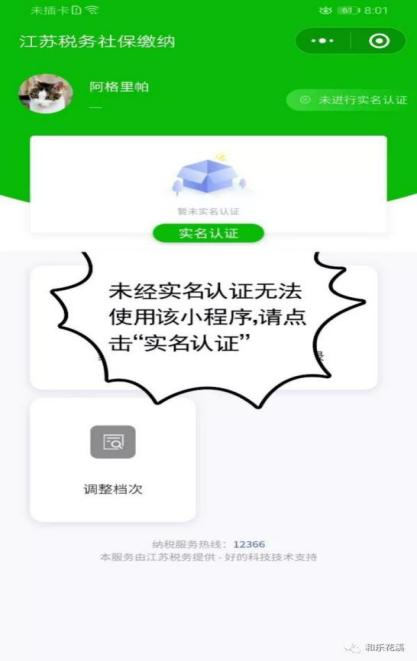 未插卡
8:01
江苏税务社保缴纳
阿格里帕
—
未进行实名认证
暂未实名认证
实名认证
未经实名认证无法
使用该小程序,请点
击“实名认证”
调整档次
纳税服务热线：12366
本服务由江苏税务提供 - 好的科技技术支持
和乐花溪